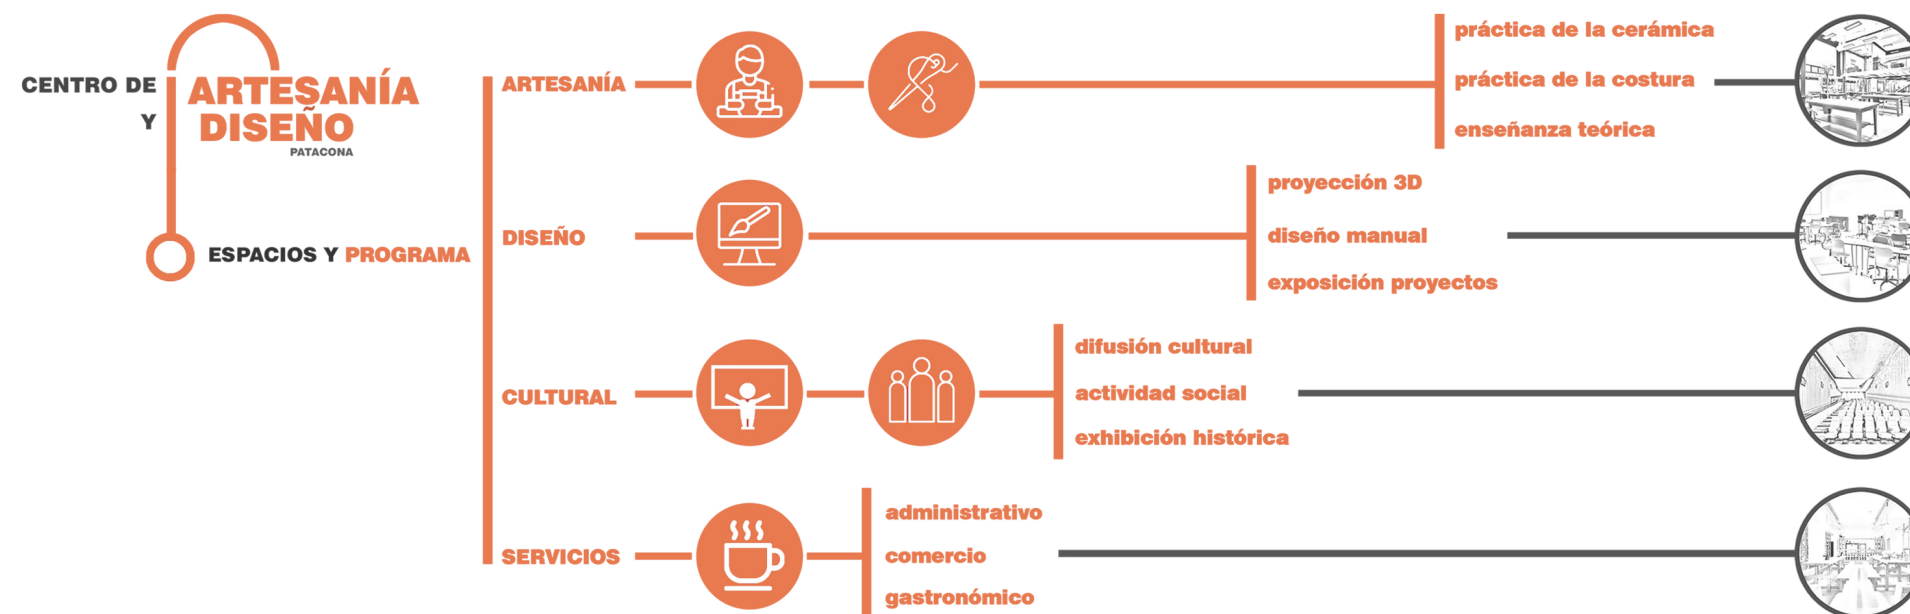 CENTRO DE ARTESANÍA
Y DISEÑO
PATACONA
ESPACIOS Y PROGRAMA
ARTESANÍA
práctica de la cerámica
práctica de la costura
enseñanza teórica
DISEÑO
proyección 3D
diseño manual
exposición proyectos
CULTURAL
difusión cultural
actividad social
exhibición histórica
SERVICIOS
administrativo
comercio
gastronómico